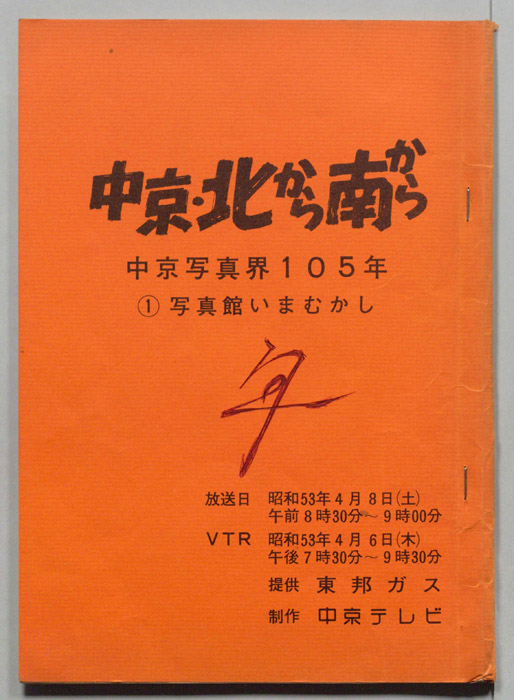 中京・北から南から
中京写真界105年
① 写真館いまむかし
放送日 昭和53年4月8日(土)
午前8時30分〜9時00分
VTR 昭和53年4月6日(木)
午後7時30分〜9時30分
提供 東邦ガス
制作 中京テレビ